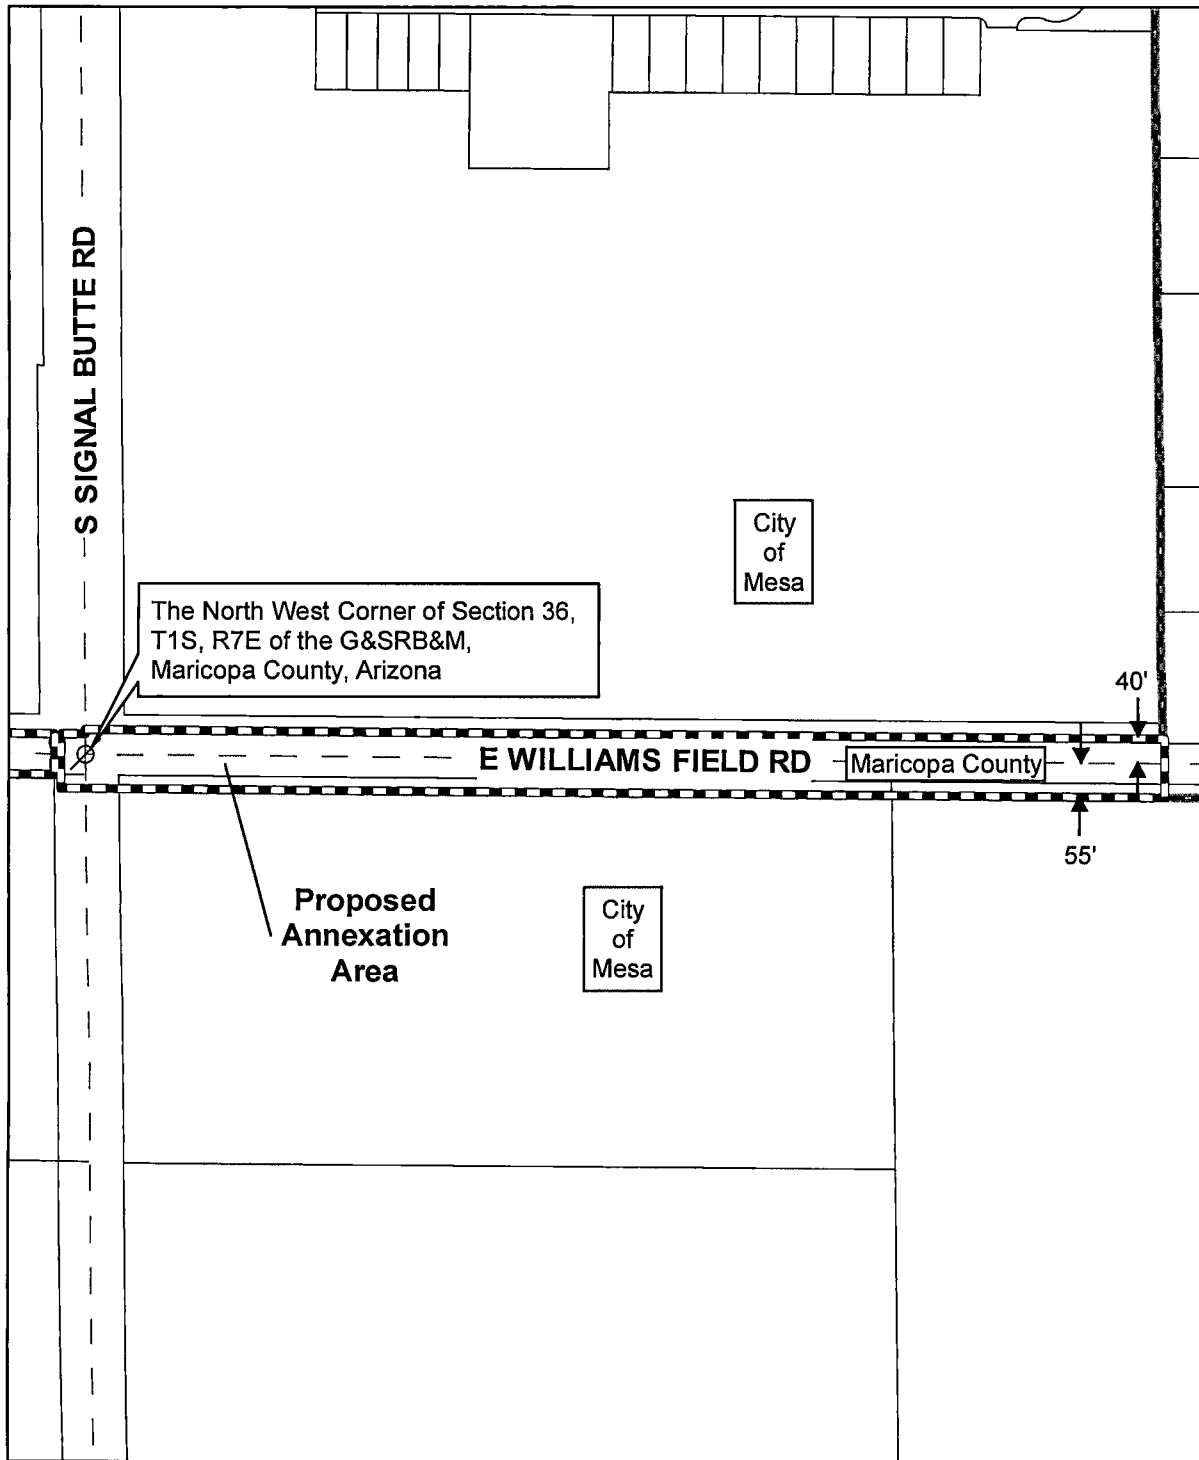 S SIGNAL BUTTE RD
City
of
Mesa
The North West Corner of Section 36,
T1S, R7E of the G&SRB&M,
Maricopa County, Arizona
40'
E WILLIAMS FIELD RD
Maricopa County
55'
Proposed
Annexation
Area
City
of
Mesa